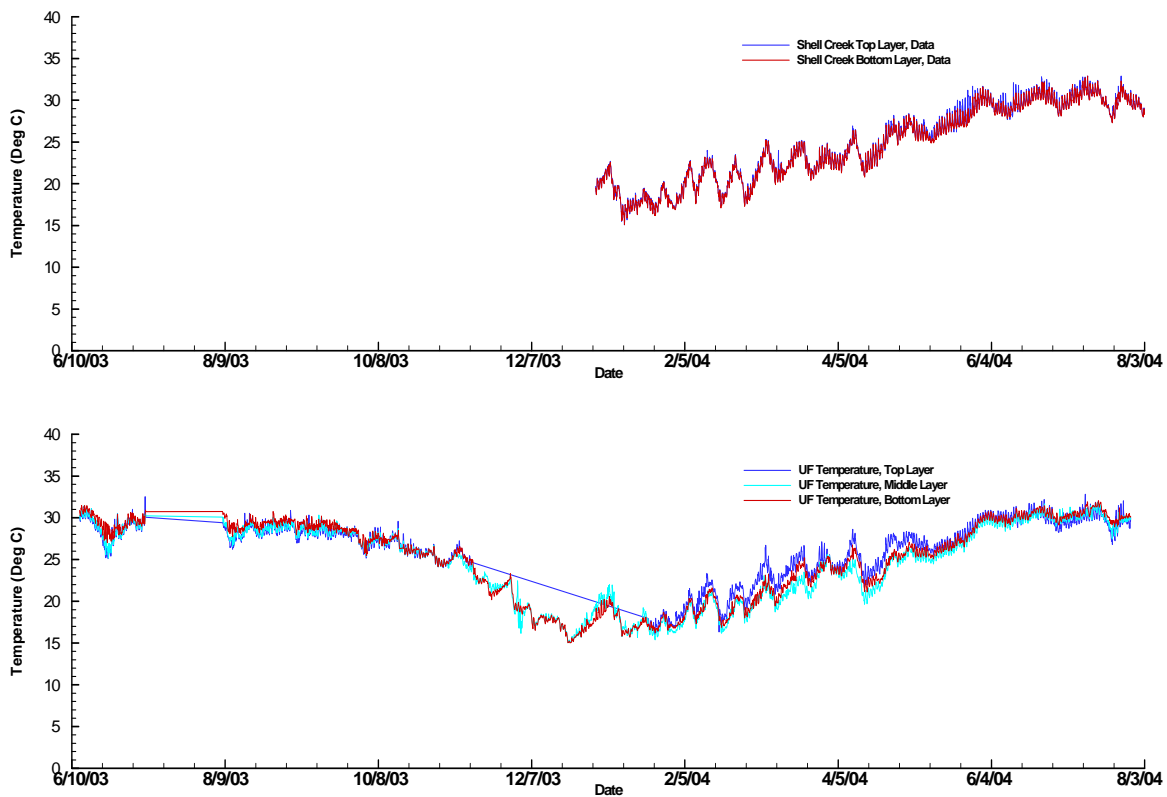 40
35
30
25
20
15
10
5
0
Temperature (Deg C)
Shell Creek Top Layer, Data
Shell Creek Bottom Layer, Data
6/10/03 8/9/03 10/8/03 12/7/03 2/5/04 4/5/04 6/4/04 8/3/04
Date
40
35
30
25
20
15
10
5
0
Temperature (Deg C)
UF Temperature, Top Layer
UF Temperature, Middle Layer
UF Temperature, Bottom Layer
6/10/03 8/9/03 10/8/03 12/7/03 2/5/04 4/5/04 6/4/04 8/3/04
Date